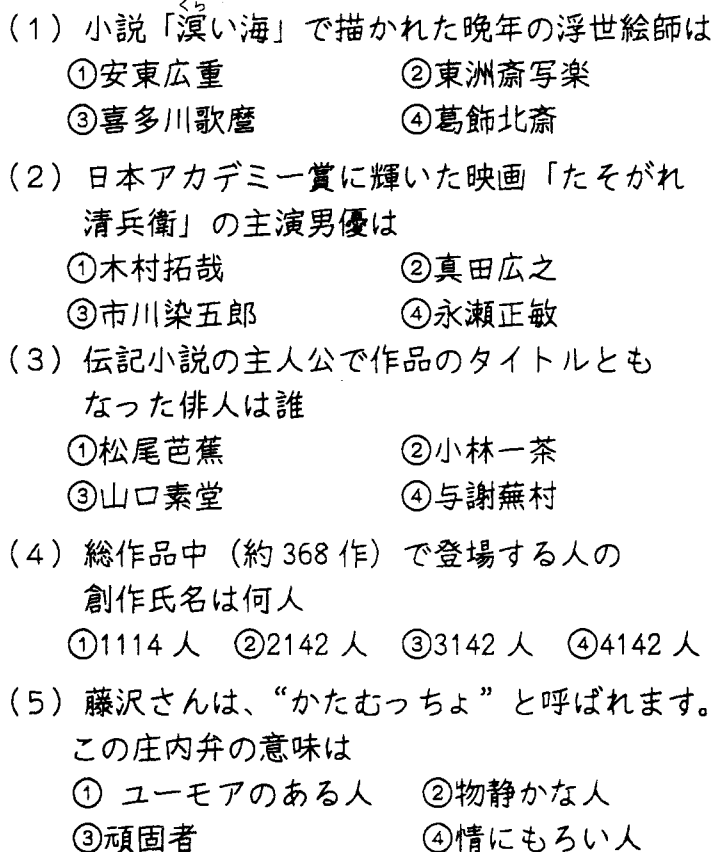 (1)小説「溟い海」で描かれた晩年の浮世絵師は
①安東広重 ②東洲斎写楽
③喜多川歌麿 ④葛飾北斎
(2)日本アカデミー賞に輝いた映画「たそがれ
清兵衛」の主演男優は
①木村拓哉 ②真田広之
③市川染五郎 ④永瀬正敏
(3)伝記小説の主人公で作品のタイトルとも
なった俳人は誰
①松尾芭蕉 ②小林一茶
③山口素堂 ④与謝蕪村
(4)総作品中(約368作)で登場する人の
創作氏名は何人
①1114人 ②2142人 ③3142人 ④4142人
(5)藤沢さんは、“かたむっちょ”と呼ばれます。
この庄内弁の意味は
①ユーモアのある人 ②物静かな人
③頑固者 ④情にもろい人